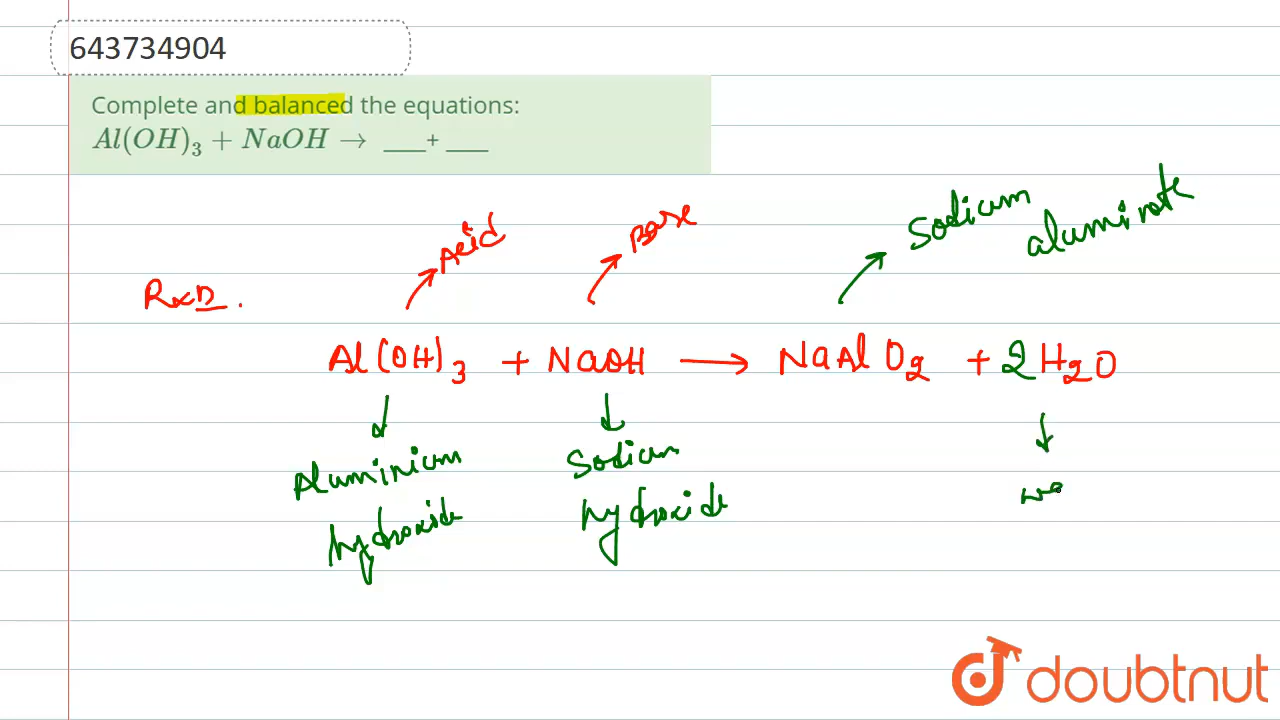 643734904
Complete and balanced the equations:
Al(OH)₃ + NaOH → ___+ ___
Acid
Base
Sodium aluminate
Rxn.
Al(OH)₃ + NaOH → NaAlO₂ + 2H₂O
Aluminium hydroxide
Sodium hydroxide
wa
doubtnut